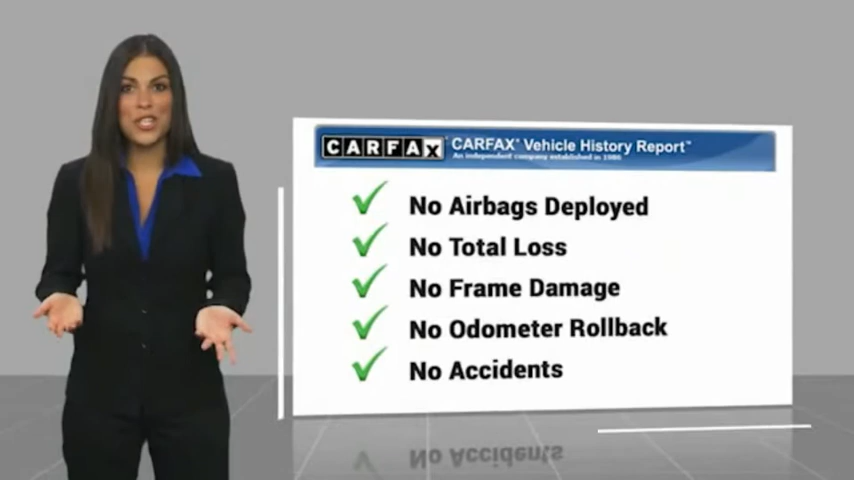 CARFAX
CARFAX™ Vehicle History Report™
An independent company established in 1986
No Airbags Deployed
No Total Loss
No Frame Damage
No Odometer Rollback
No Accidents
No Accidents